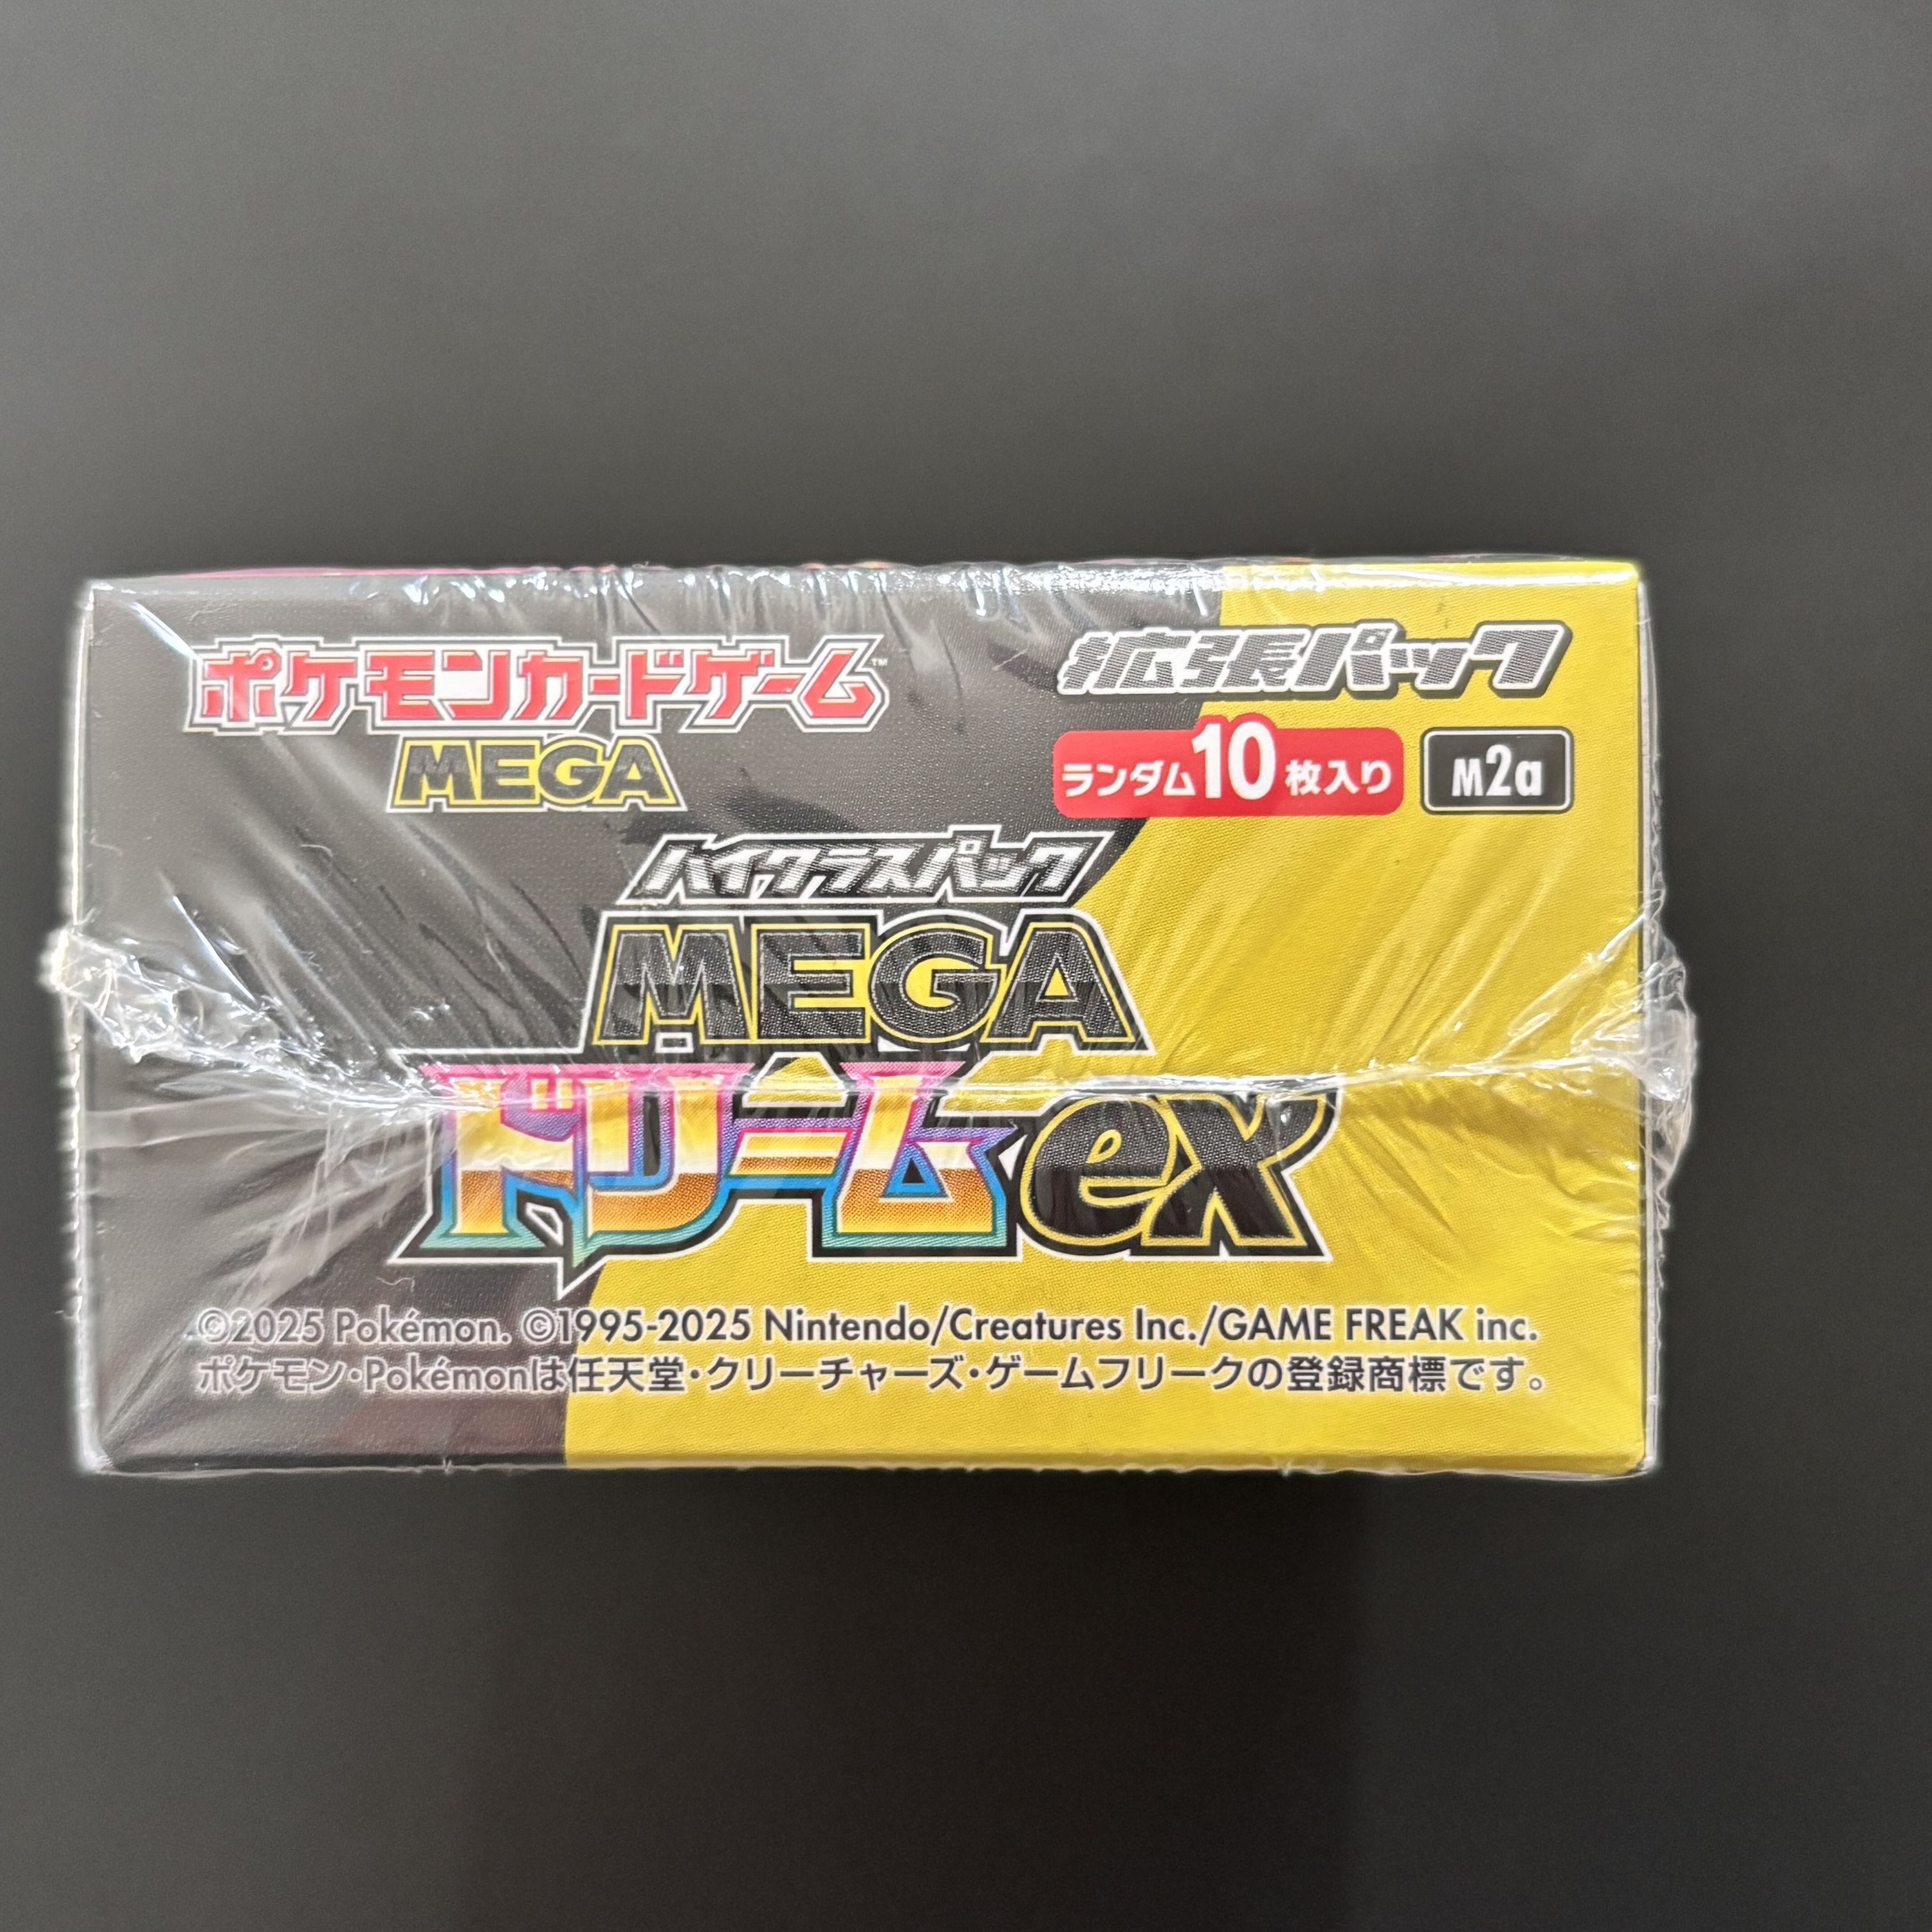 ポケモンカードゲーム™
MEGA
拡張パック
ランダム10枚入り
M2a
ハイクラスパック
MEGA
ドリームex
©2025 Pokémon. ©1995-2025 Nintendo/Creatures Inc./GAME FREAK inc.
ポケモン・Pokémonは任天堂・クリーチャーズ・ゲームフリークの登録商標です。